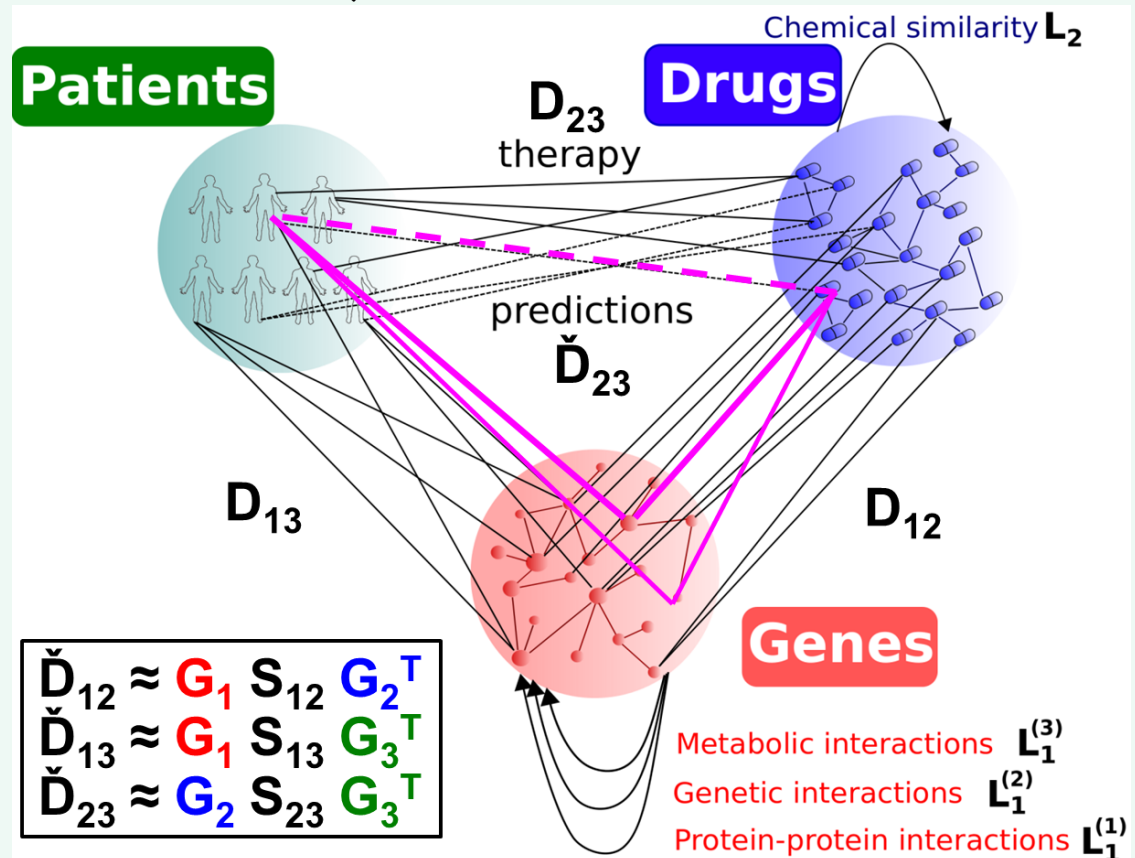 Chemical similarity L₂
Patients
Drugs
D₂₃
therapy
predictions
Ď₂₃
D₁₃
D₁₂
Genes
Ď₁₂ ≈ G₁ S₁₂ G₂ᵀ
Ď₁₃ ≈ G₁ S₁₃ G₃ᵀ
Ď₂₃ ≈ G₂ S₂₃ G₃ᵀ
Metabolic interactions L₁⁽³⁾
Genetic interactions L₁⁽²⁾
Protein-protein interactions L₁⁽¹⁾